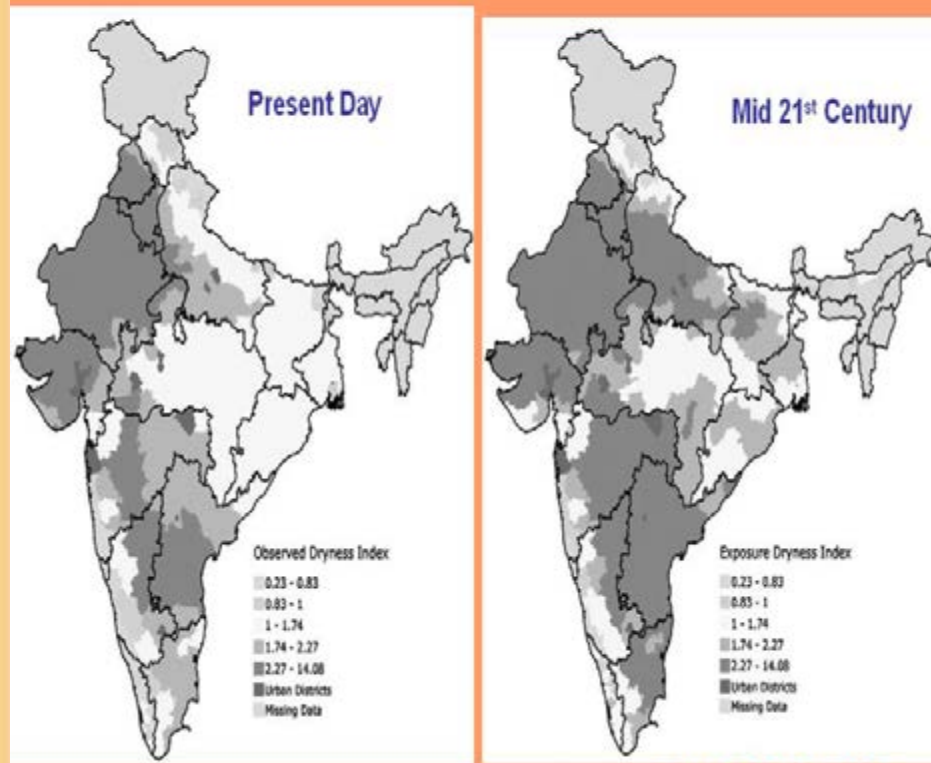 Present Day
Observed Dryness Index
0.23 - 0.83
0.83 - 1
1 - 1.74
1.74 - 2.27
2.27 - 14.08
Urban Districts
Missing Data
Mid 21st Century
Exposure Dryness Index
0.23 - 0.83
0.83 - 1
1 - 1.74
1.74 - 2.27
2.27 - 14.08
Urban Districts
Missing Data